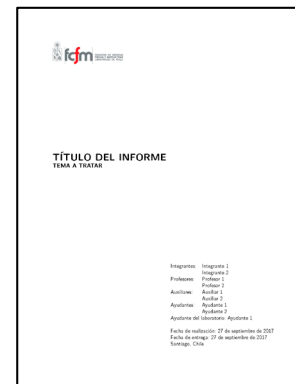 fcfm
TÍTULO DEL INFORME
TEMA A TRATAR
Integrantes: Integrante 1
Integrante 2
Profesores: Profesor 1
Profesor 2
Auxiliares: Auxiliar 1
Auxiliar 2
Ayudantes: Ayudante 1
Ayudante 2
Ayudante del laboratorio: Ayudante 1
Fecha de realización: 27 de septiembre de 2017
Fecha de entrega: 27 de septiembre de 2017
Santiago, Chile